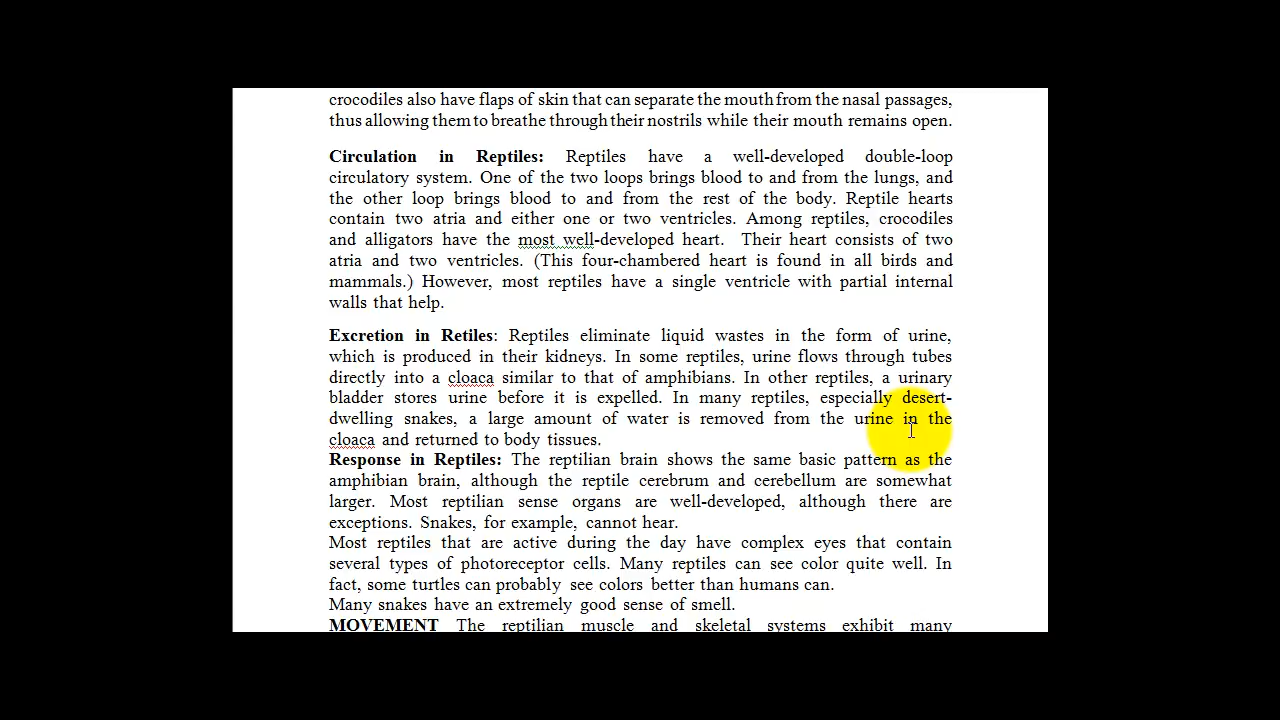 crocodiles also have flaps of skin that can separate the mouth from the nasal passages,
thus allowing them to breathe through their nostrils while their mouth remains open.
Circulation in Reptiles: Reptiles have a well-developed double-loop
circulatory system. One of the two loops brings blood to and from the lungs, and
the other loop brings blood to and from the rest of the body. Reptile hearts
contain two atria and either one or two ventricles. Among reptiles, crocodiles
and alligators have the most well-developed heart. Their heart consists of two
atria and two ventricles. (This four-chambered heart is found in all birds and
mammals.) However, most reptiles have a single ventricle with partial internal
walls that help.
Excretion in Retiles: Reptiles eliminate liquid wastes in the form of urine,
which is produced in their kidneys. In some reptiles, urine flows through tubes
directly into a cloaca similar to that of amphibians. In other reptiles, a urinary
bladder stores urine before it is expelled. In many reptiles, especially desert-
dwelling snakes, a large amount of water is removed from the urine in the
cloaca and returned to body tissues.
Response in Reptiles: The reptilian brain shows the same basic pattern as the
amphibian brain, although the reptile cerebrum and cerebellum are somewhat
larger. Most reptilian sense organs are well-developed, although there are
exceptions. Snakes, for example, cannot hear.
Most reptiles that are active during the day have complex eyes that contain
several types of photoreceptor cells. Many reptiles can see color quite well. In
fact, some turtles can probably see colors better than humans can.
Many snakes have an extremely good sense of smell.
MOVEMENT The reptilian muscle and skeletal systems exhibit many